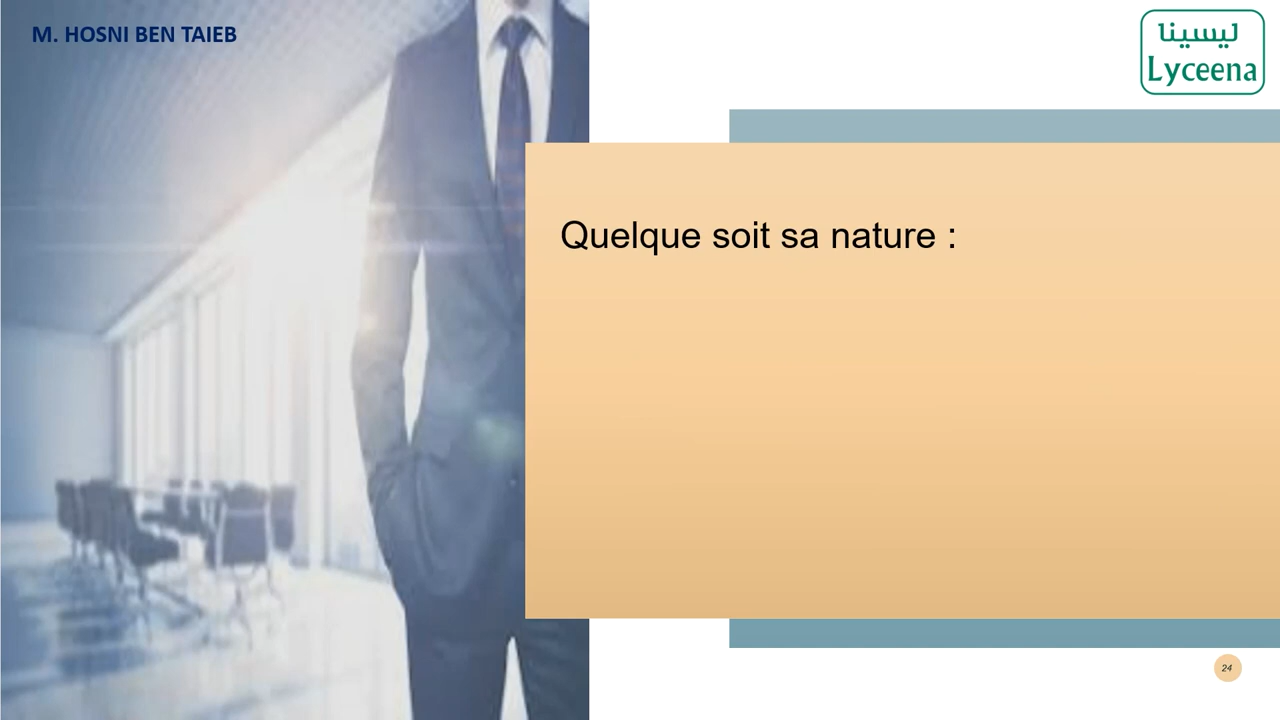 M. HOSNI BEN TAIEB
ليسينا
Lyceena
Quelque soit sa nature :
24